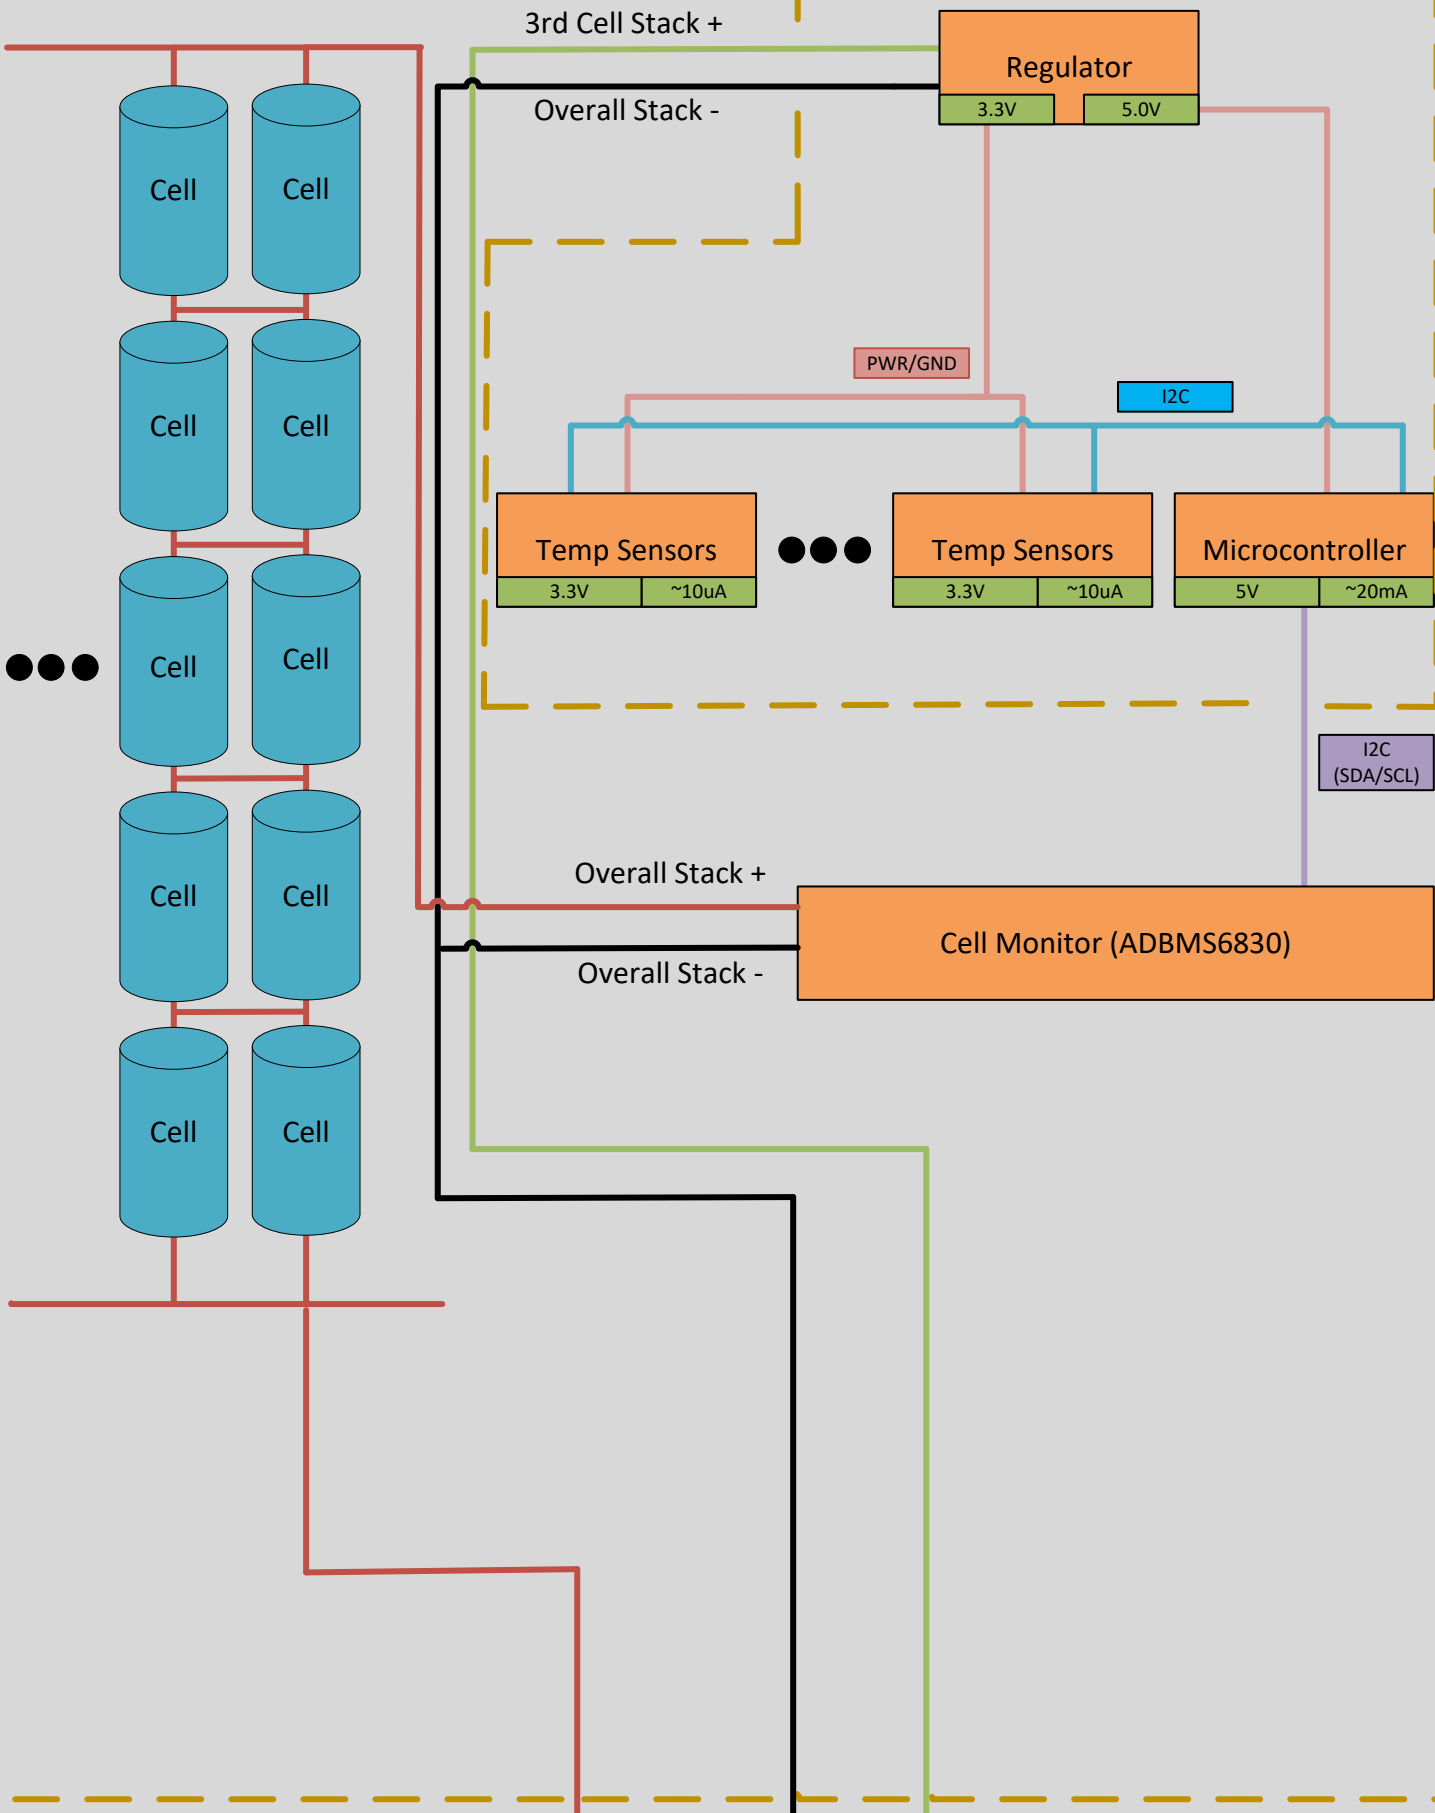 3rd Cell Stack +
Regulator
3.3V
5.0V
Overall Stack -
Cell
Cell
PWR/GND
I2C
Cell
Cell
Temp Sensors
3.3V
~10uA
Temp Sensors
3.3V
~10uA
Microcontroller
5V
~20mA
Cell
Cell
I2C
(SDA/SCL)
Overall Stack +
Cell
Cell
Cell Monitor (ADBMS6830)
Overall Stack -
Cell
Cell